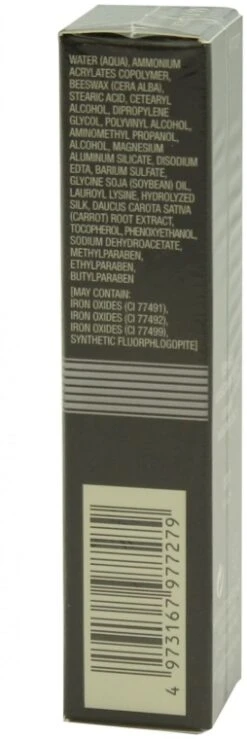 WATER (AQUA), AMMONIUM
ACRYLATES COPOLYMER,
BEESWAX (CERA ALBA),
STEARIC ACID, CETEARYL
ALCOHOL, DIPROPYLENE
GLYCOL, POLYVINYL ALCOHOL,
AMINOMETHYL PROPANOL,
ALCOHOL, MAGNESIUM
ALUMINUM SILICATE, DISODIUM
EDTA, BARIUM SULFATE,
GLYCINE SOJA (SOYBEAN) OIL,
LAUROYL LYSINE, HYDROLYZED
SILK, DAUCUS CAROTA SATIVA
(CARROT) ROOT EXTRACT,
TOCOPHEROL, PHENOXYETHANOL,
SODIUM DEHYDROACETATE,
METHYLPARABEN,
ETHYLPARABEN,
BUTYLPARABEN
[MAY CONTAIN:
IRON OXIDES (CI 77491),
IRON OXIDES (CI 77492),
IRON OXIDES (CI 77499),
SYNTHETIC FLUORPHLOGOPITE]
4 973167 977279